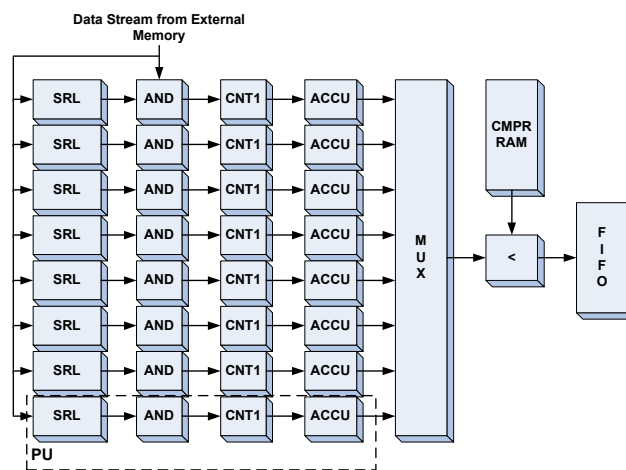 Data Stream from External
Memory
SRL AND CNT1 ACCU
SRL AND CNT1 ACCU
SRL AND CNT1 ACCU
SRL AND CNT1 ACCU
SRL AND CNT1 ACCU
SRL AND CNT1 ACCU
SRL AND CNT1 ACCU
SRL AND CNT1 ACCU
PU
M
U
X
CMPR
RAM
<
F
I
F
O